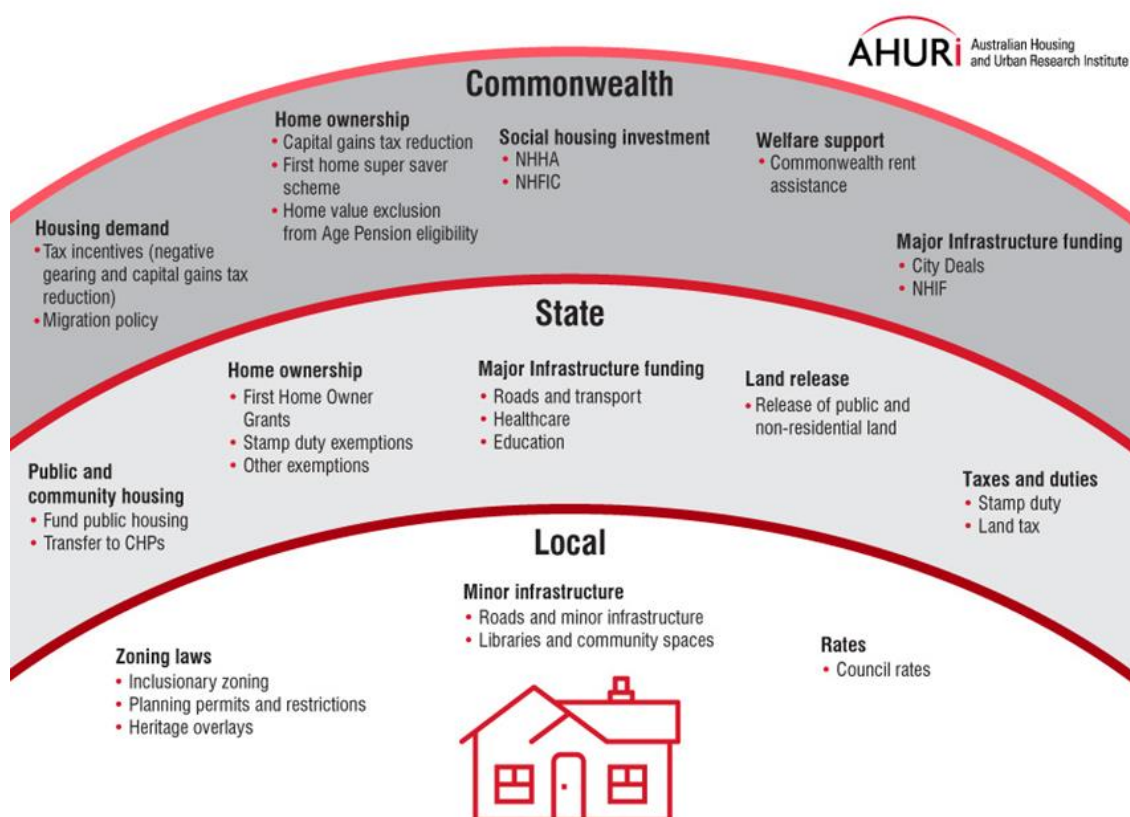 AHURi
Australian Housing
and Urban Research Institute
Commonwealth
Housing demand
• Tax incentives (negative
gearing and capital gains tax
reduction)
• Migration policy
Home ownership
• Capital gains tax reduction
• First home super saver
scheme
• Home value exclusion
from Age Pension eligibility
Social housing investment
• NHHA
• NHFIC
Welfare support
• Commonwealth rent
assistance
Major Infrastructure funding
• City Deals
• NHIF
State
Public and
community housing
• Fund public housing
• Transfer to CHPs
Home ownership
• First Home Owner
Grants
• Stamp duty exemptions
• Other exemptions
Major Infrastructure funding
• Roads and transport
• Healthcare
• Education
Land release
• Release of public and
non-residential land
Taxes and duties
• Stamp duty
• Land tax
Local
Zoning laws
• Inclusionary zoning
• Planning permits and restrictions
• Heritage overlays
Minor infrastructure
• Roads and minor infrastructure
• Libraries and community spaces
Rates
• Council rates